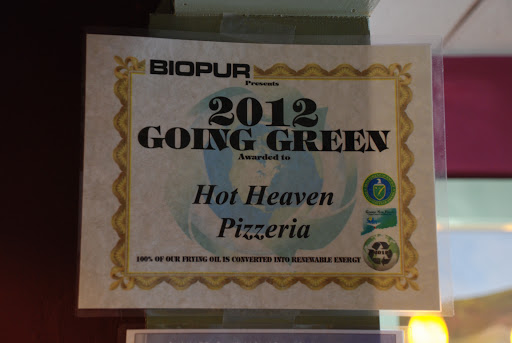 BIOPUR
Presents
2012
GOING GREEN
Awarded to
Hot Heaven
Pizzeria
100% OF OUR FRYING OIL IS CONVERTED INTO RENEWABLE ENERGY